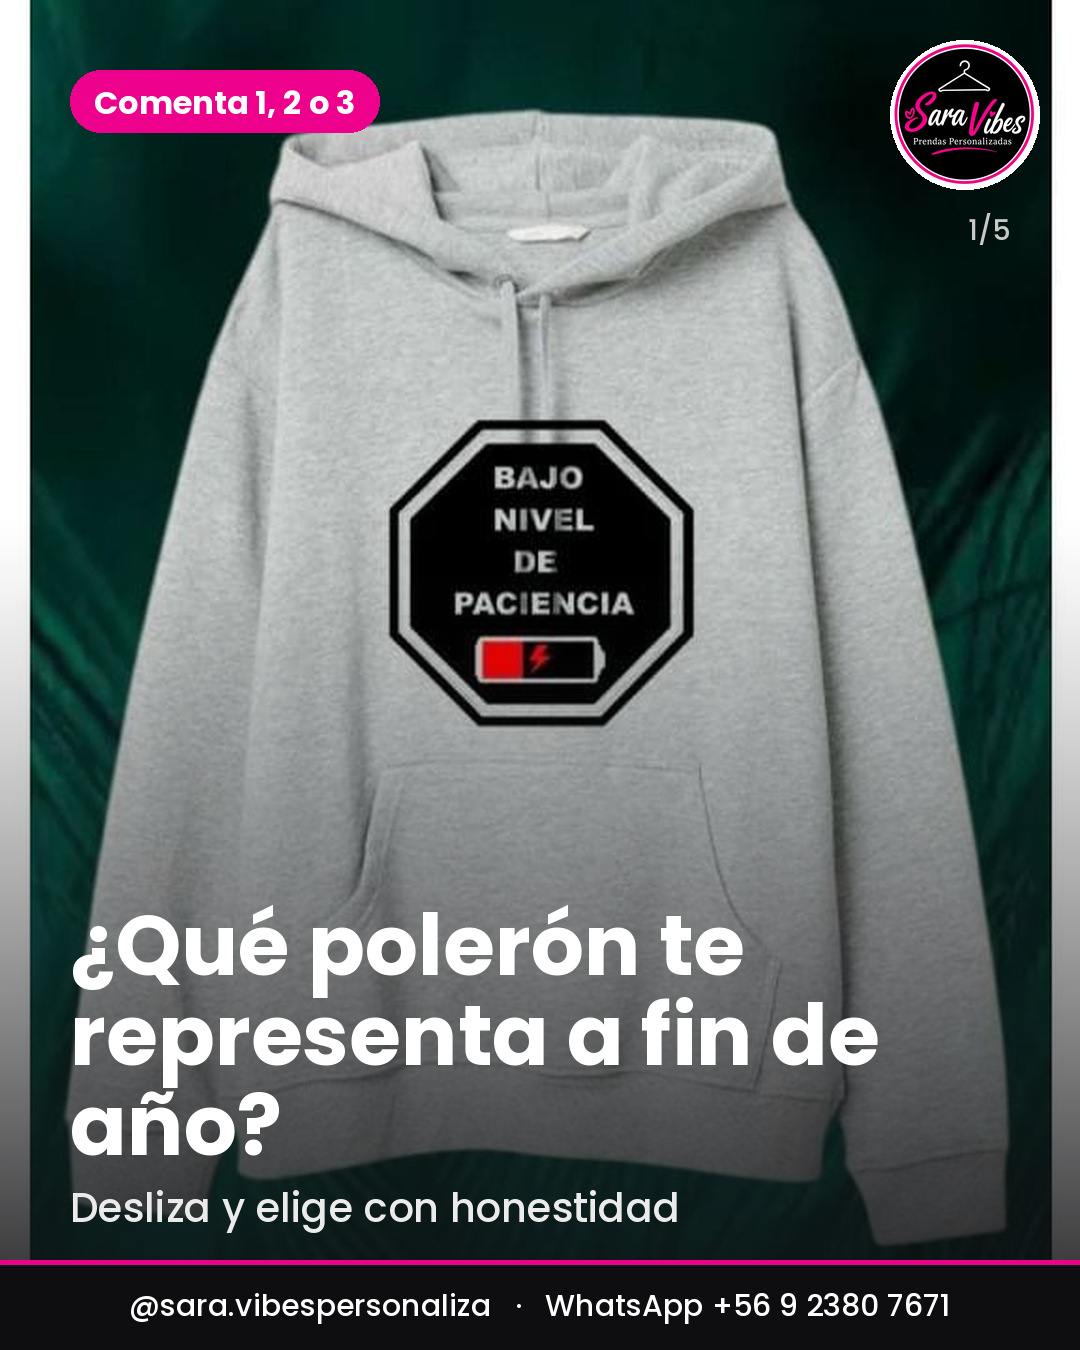 Comenta 1, 2 o 3
Sara Vibes
Prendas Personalizadas
1/5
BAJO
NIVEL
DE
PACIENCIA
¿Qué polerón te
representa a fin de
año?
Desliza y elige con honestidad
@sara.vibespersonaliza · WhatsApp +56 9 2380 7671